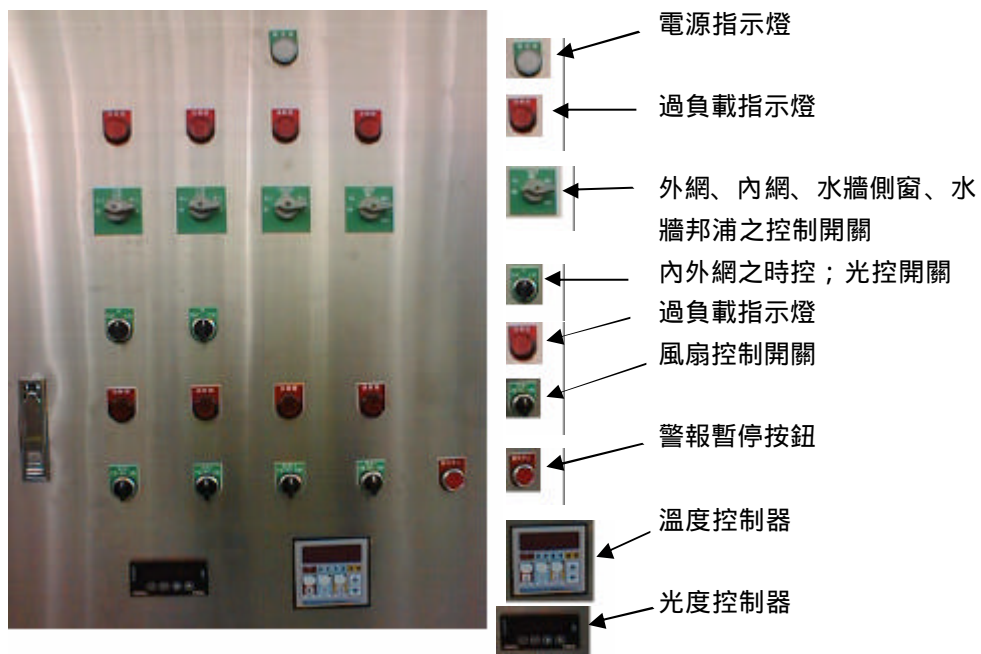 電源指示燈
過負載指示燈
外網、內網、水牆側窗、水
牆邦浦之控制開關
內外網之時控；光控開關
過負載指示燈
風扇控制開關
警報暫停按鈕
溫度控制器
光度控制器